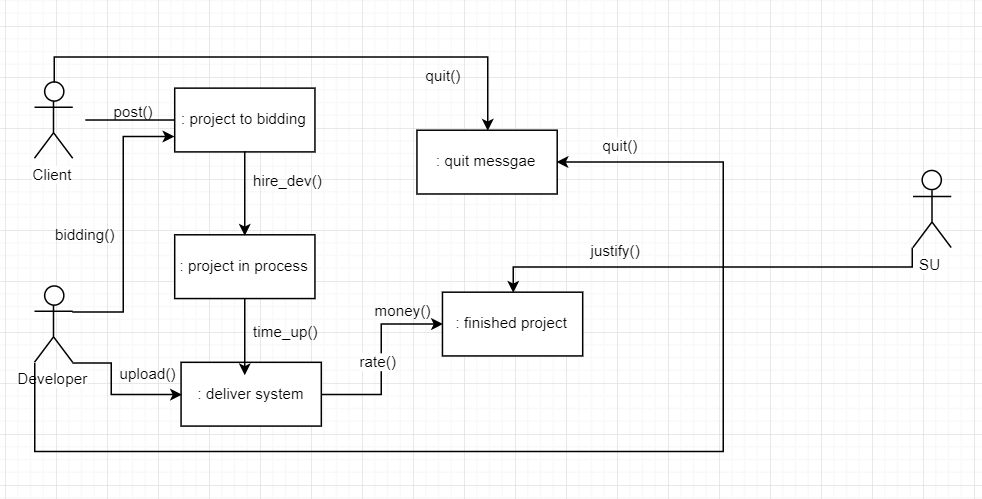 quit()
post()
: project to bidding
: quit messgae
quit()
Client
hire_dev()
bidding()
: project in process
justify()
SU
time_up()
money()
: finished project
rate()
Developer
upload()
: deliver system